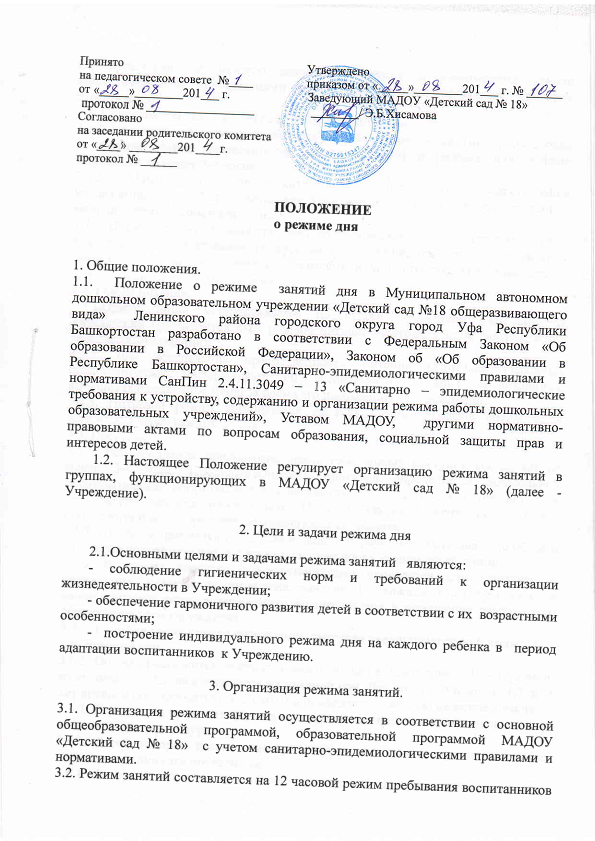 Принято
на педагогическом совете № 1
от «28» 08 2014 г.
протокол № 1
Согласовано
на заседании родительского комитета
от «28» 08 2014 г.
протокол № 1
Утверждено
приказом от «28» 08 2014 г. № 107
Заведующий МАДОУ «Детский сад № 18»
Э.Б.Хисамова
ПОЛОЖЕНИЕ
о режиме дня
1. Общие положения.
1.1. Положение о режиме занятий дня в Муниципальном автономном
дошкольном образовательном учреждении «Детский сад №18 общеразвивающего
вида» Ленинского района городского округа город Уфа Республики
Башкортостан разработано в соответствии с Федеральным Законом «Об
образовании в Российской Федерации», Законом об «Об образовании в
Республике Башкортостан», Санитарно-эпидемиологическими правилами и
нормативами СанПин 2.4.11.3049 – 13 «Санитарно – эпидемиологические
требования к устройству, содержанию и организации режима работы дошкольных
образовательных учреждений», Уставом МАДОУ, другими нормативно-
правовыми актами по вопросам образования, социальной защиты прав и
интересов детей.
1.2. Настоящее Положение регулирует организацию режима занятий в
группах, функционирующих в МАДОУ «Детский сад № 18» (далее -
Учреждение).
2. Цели и задачи режима дня
2.1.Основными целями и задачами режима занятий являются:
- соблюдение гигиенических норм и требований к организации
жизнедеятельности в Учреждении;
- обеспечение гармоничного развития детей в соответствии с их возрастными
особенностями;
- построение индивидуального режима дня на каждого ребенка в период
адаптации воспитанников к Учреждению.
3. Организация режима занятий.
3.1. Организация режима занятий осуществляется в соответствии с основной
общеобразовательной программой, образовательной программой МАДОУ
«Детский сад № 18» с учетом санитарно-эпидемиологическими правилами и
нормативами.
3.2. Режим занятий составляется на 12 часовой режим пребывания воспитанников